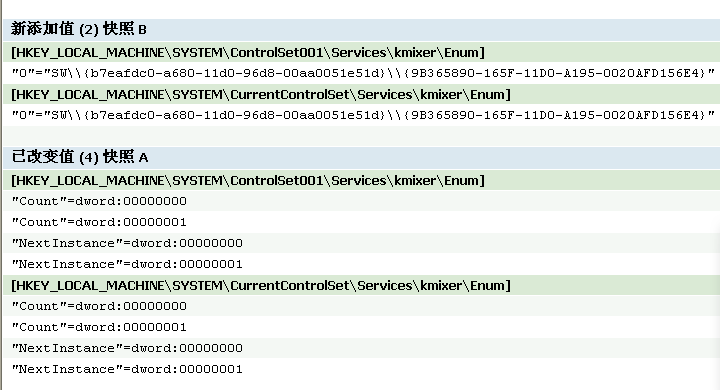 新添加值 (2) 快照 B
[HKEY_LOCAL_MACHINE\SYSTEM\ControlSet001\Services\kmixer\Enum]
"0"="SW\\{b7eafdc0-a680-11d0-96d8-00aa0051e51d}\\{9B365890-165F-11D0-A195-0020AFD156E4}"
[HKEY_LOCAL_MACHINE\SYSTEM\CurrentControlSet\Services\kmixer\Enum]
"0"="SW\\{b7eafdc0-a680-11d0-96d8-00aa0051e51d}\\{9B365890-165F-11D0-A195-0020AFD156E4}"
已改变值 (4) 快照 A
[HKEY_LOCAL_MACHINE\SYSTEM\ControlSet001\Services\kmixer\Enum]
"Count"=dword:00000000
"Count"=dword:00000001
"NextInstance"=dword:00000000
"NextInstance"=dword:00000001
[HKEY_LOCAL_MACHINE\SYSTEM\CurrentControlSet\Services\kmixer\Enum]
"Count"=dword:00000000
"Count"=dword:00000001
"NextInstance"=dword:00000000
"NextInstance"=dword:00000001